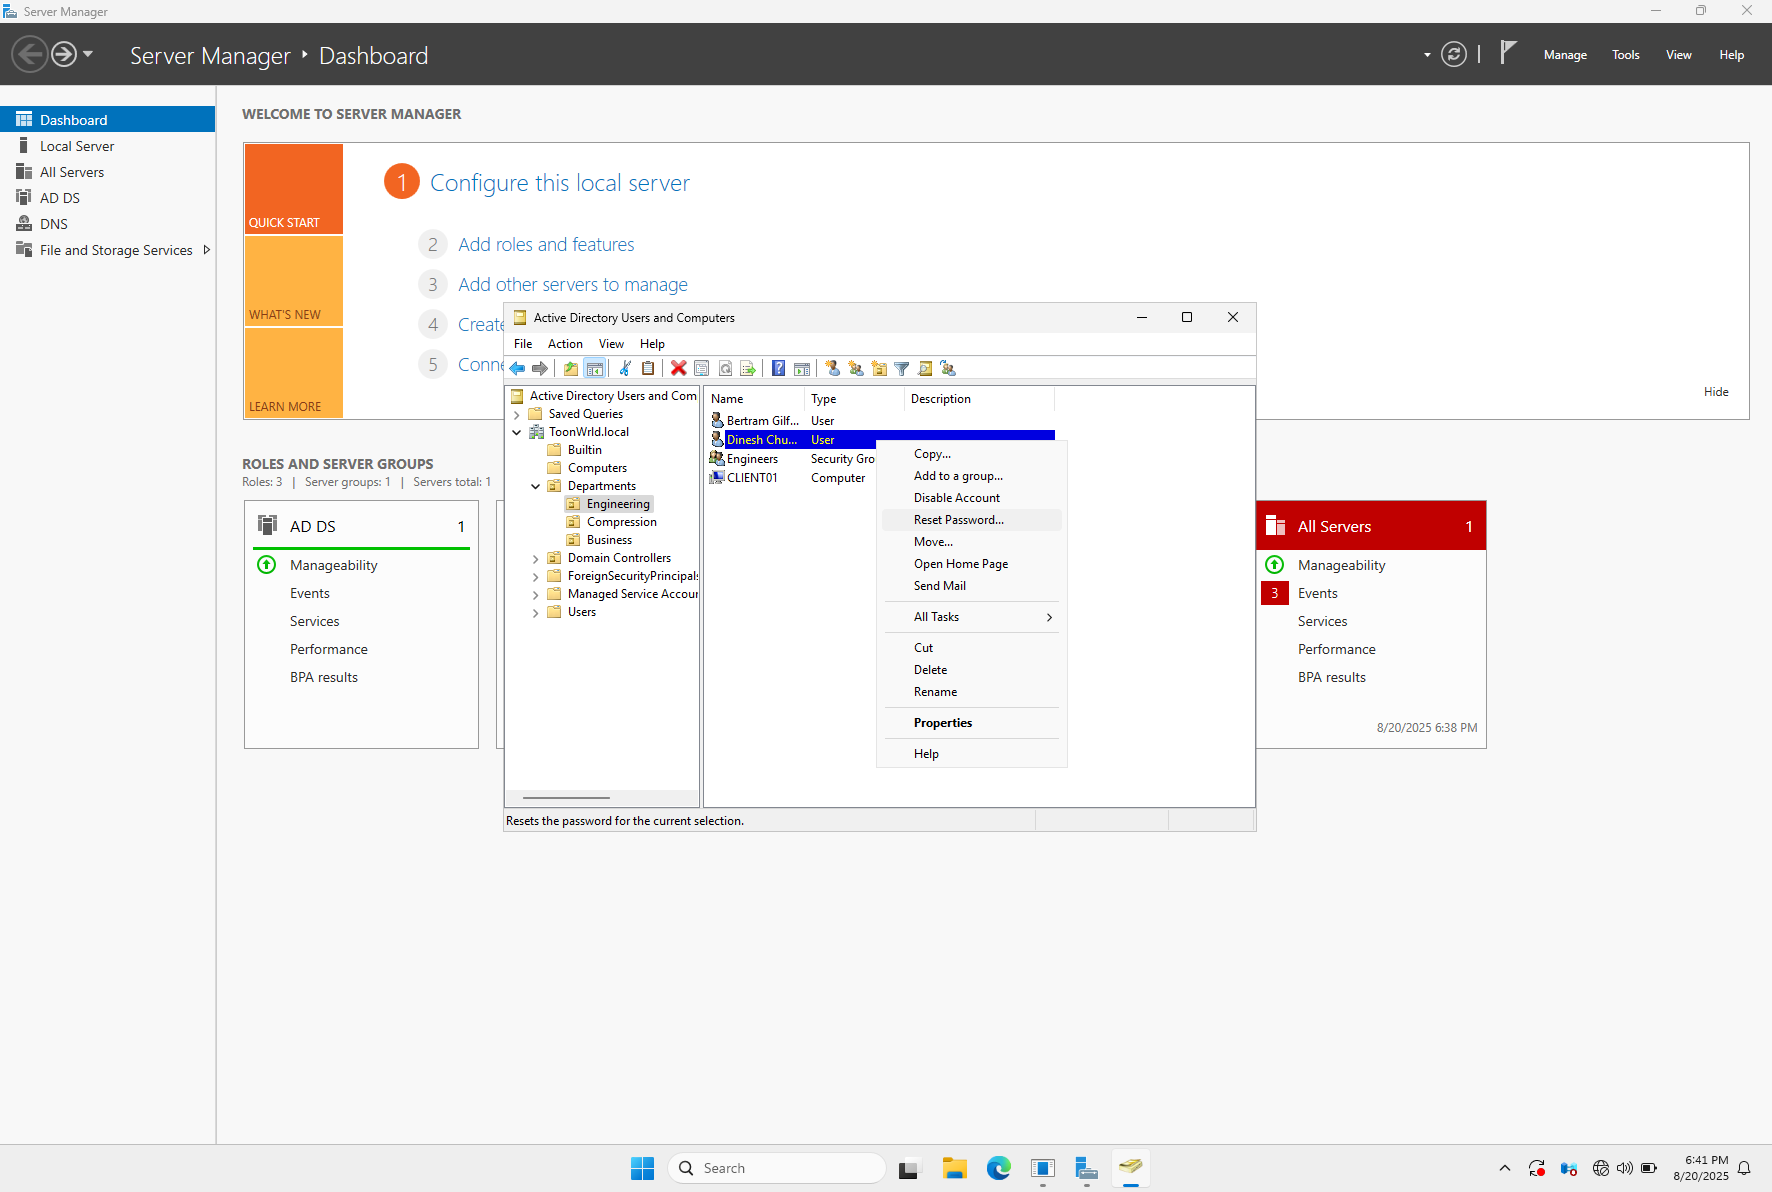 Server Manager
Server Manager • Dashboard
Manage Tools View Help
Dashboard
Local Server
All Servers
AD DS
DNS
File and Storage Services
WELCOME TO SERVER MANAGER
QUICK START
WHAT'S NEW
LEARN MORE
1 Configure this local server
2 Add roles and features
3 Add other servers to manage
4 Create
5 Conne
Hide
ROLES AND SERVER GROUPS
Roles: 3 | Server groups: 1 | Servers total: 1
AD DS 1
Manageability
Events
Services
Performance
BPA results
Active Directory Users and Computers
File Action View Help
Active Directory Users and Com
Saved Queries
ToonWrld.local
Builtin
Computers
Departments
Engineering
Compression
Business
Domain Controllers
ForeignSecurityPrincipals
Managed Service Accour
Users
Name Type Description
Bertram Gilf... User
Dinesh Chu... User
Engineers Security Gro
CLIENT01 Computer
Copy...
Add to a group...
Disable Account
Reset Password...
Move...
Open Home Page
Send Mail
All Tasks
Cut
Delete
Rename
Properties
Help
Resets the password for the current selection.
All Servers 1
Manageability
3 Events
Services
Performance
BPA results
8/20/2025 6:38 PM
Search
6:41 PM
8/20/2025